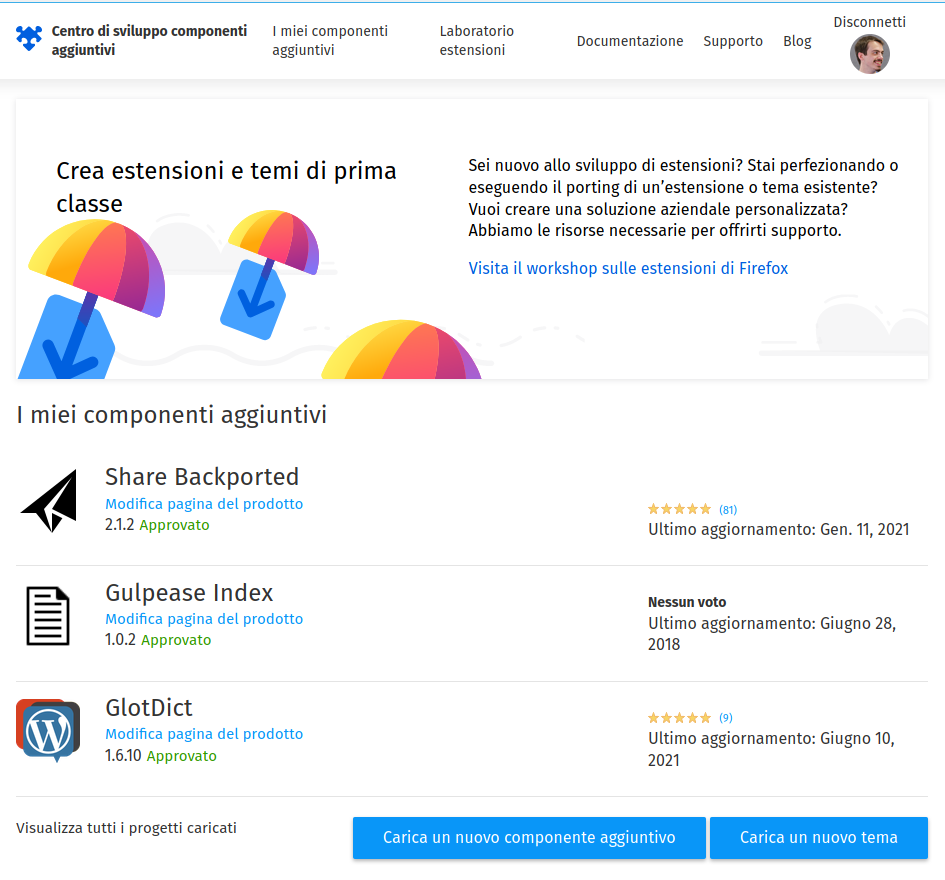 Centro di sviluppo componenti
aggiuntivi
I miei componenti
aggiuntivi
Laboratorio
estensioni
Documentazione
Supporto
Blog
Disconnetti
Crea estensioni e temi di prima
classe
Sei nuovo allo sviluppo di estensioni? Stai perfezionando o
eseguendo il porting di un’estensione o tema esistente?
Vuoi creare una soluzione aziendale personalizzata?
Abbiamo le risorse necessarie per offrirti supporto.
Visita il workshop sulle estensioni di Firefox
I miei componenti aggiuntivi
Share Backported
Modifica pagina del prodotto
2.1.2 Approvato
(81)
Ultimo aggiornamento: Gen. 11, 2021
Gulpease Index
Modifica pagina del prodotto
1.0.2 Approvato
Nessun voto
Ultimo aggiornamento: Giugno 28,
2018
GlotDict
Modifica pagina del prodotto
1.6.10 Approvato
(9)
Ultimo aggiornamento: Giugno 10,
2021
Visualizza tutti i progetti caricati
Carica un nuovo componente aggiuntivo
Carica un nuovo tema